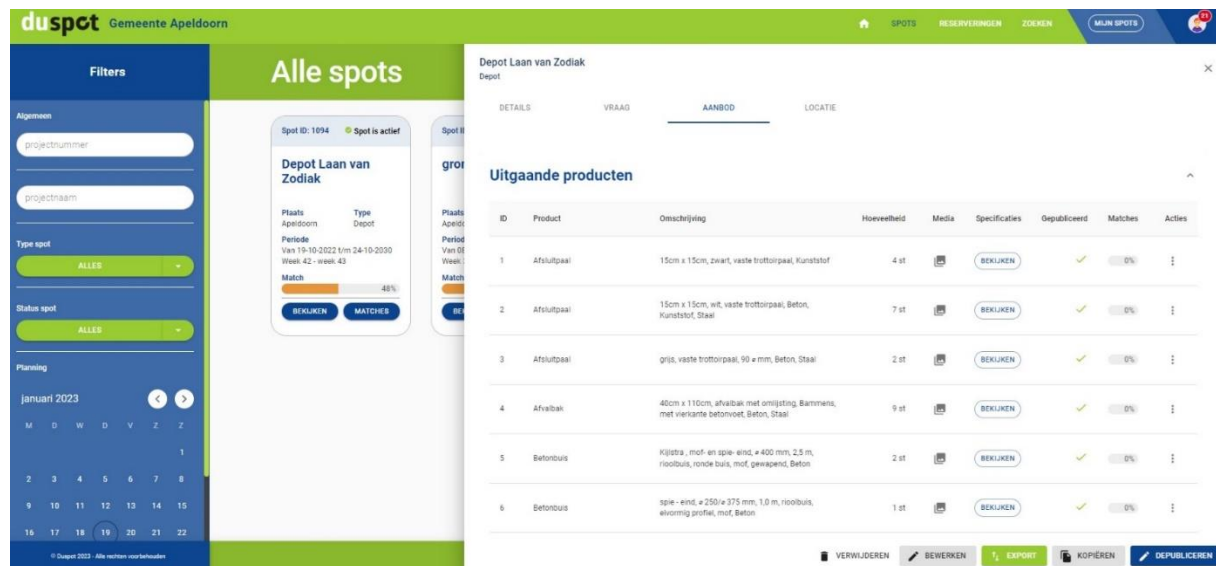 duspot Gemeente Apeldoorn
SPOTS RESERVERINGEN ZOEKEN MIJN SPOTS 21
Filters
Algemeen
projectnummer
projectnaam
Type spot
ALLES
Status spot
ALLES
Planning
januari 2023
M D W D V Z Z
1
2 3 4 5 6 7 8
9 10 11 12 13 14 15
16 17 18 19 20 21 22
© Duspot 2023 - Alle rechten voorbehouden
Alle spots
Spot ID: 1094 Spot is actief
Depot Laan van
Zodiak
Plaats Type
Apeldoorn Depot
Periode
Van 19-10-2022 t/m 24-10-2030
Week 42 - week 43
Match
48%
BEKIJKEN MATCHES
Depot Laan van Zodiak
Depot
DETAILS VRAAG AANBOD LOCATIE
Uitgaande producten
ID Product Omschrijving Hoeveelheid Media Specificaties Gepubliceerd Matches Acties
1 Afsluitpaal 15cm x 15cm, zwart, vaste trottoirpaal, Kunststof 4 st BEKIJKEN 0%
2 Afsluitpaal 15cm x 15cm, wit, vaste trottoirpaal, Beton,
Kunststof, Staal 7 st BEKIJKEN 0%
3 Afsluitpaal grijs, vaste trottoirpaal, 90 ⌀ mm, Beton, Staal 2 st BEKIJKEN 0%
4 Afvalbak 40cm x 110cm, afvalbak met omlijsting, Bammens,
met vierkante betonvoet, Beton, Staal 9 st BEKIJKEN 0%
5 Betonbuis Kijlstra , mof- en spie- eind, ⌀ 400 mm, 2,5 m,
rioolbuis, ronde buis, mof, gewapend, Beton 2 st BEKIJKEN 0%
6 Betonbuis spie - eind, ⌀ 250/⌀ 375 mm, 1,0 m, rioolbuis,
eivormig profiel, mof, Beton 1 st BEKIJKEN 0%
VERWIJDEREN BEWERKEN EXPORT KOPIËREN DEPUBLICEREN